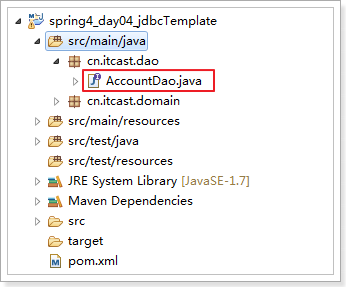 spring4_day04_jdbcTemplate
src/main/java
cn.itcast.dao
AccountDao.java
cn.itcast.domain
src/main/resources
src/test/java
src/test/resources
JRE System Library [JavaSE-1.7]
Maven Dependencies
src
target
pom.xml